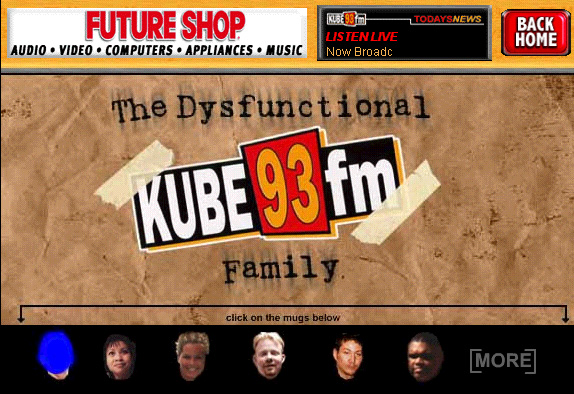 FUTURE SHOP
AUDIO • VIDEO • COMPUTERS • APPLIANCES • MUSIC
KUBE 93 fm TODAYSNEWS
LISTEN LIVE
Now Broadc
BACK
HOME
The Dysfunctional
KUBE 93 fm
Family.
click on the mugs below
[MORE]